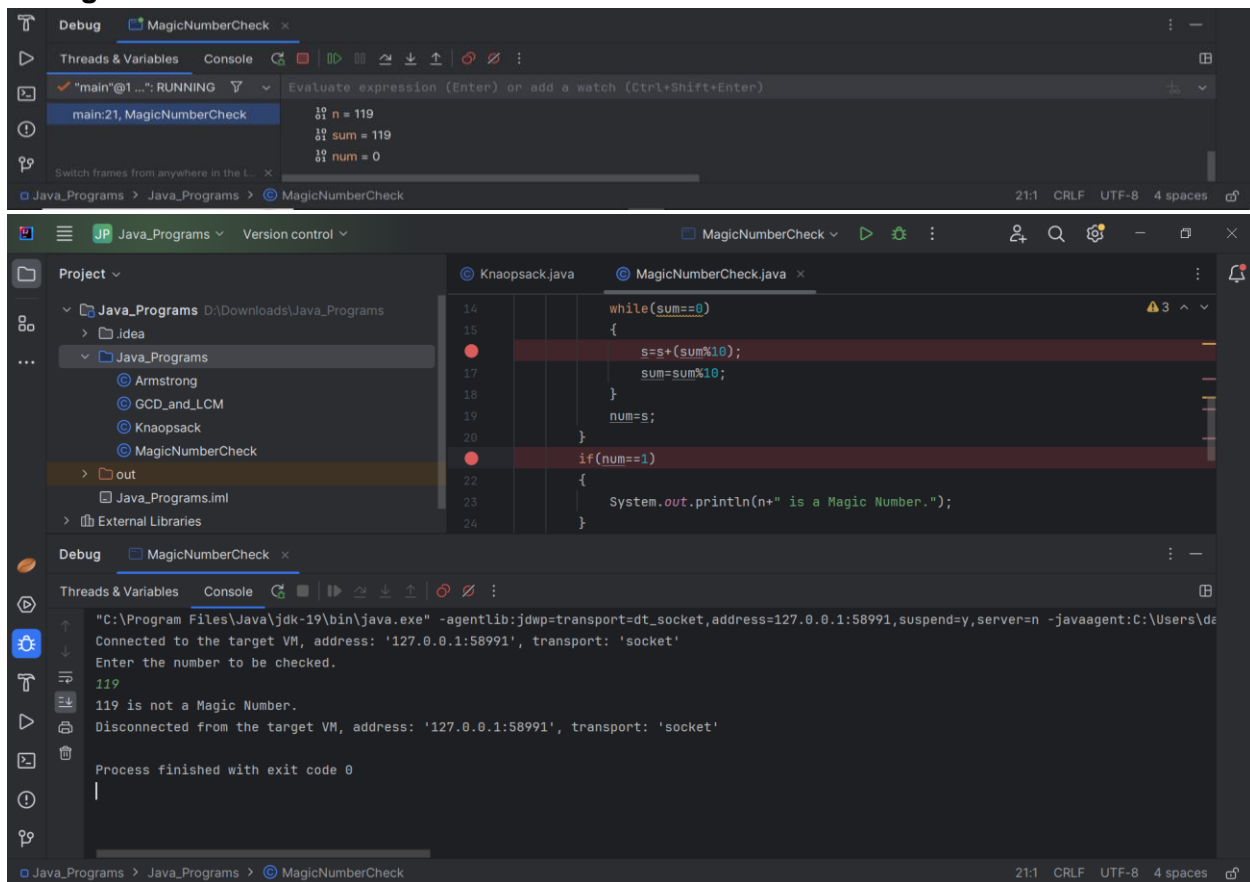 Debug MagicNumberCheck ×
Threads & Variables Console
"main"@1 ...": RUNNING Evaluate expression (Enter) or add a watch (Ctrl+Shift+Enter)
main:21, MagicNumberCheck
n = 119
sum = 119
num = 0
Switch frames from anywhere in the I... ×
Java_Programs > Java_Programs > MagicNumberCheck 21:1 CRLF UTF-8 4 spaces
JP Java_Programs Version control MagicNumberCheck
Project Knaopsack.java MagicNumberCheck.java ×
Java_Programs D:\Downloads\Java_Programs
.idea
Java_Programs
Armstrong
GCD_and_LCM
Knaopsack
MagicNumberCheck
out
Java_Programs.iml
External Libraries
14 while(sum==0) 3
15 {
s=s+(sum%10);
17 sum=sum%10;
18 }
19 num=s;
20 }
if(num==1)
22 {
23 System.out.println(n+" is a Magic Number.");
24 }
Debug MagicNumberCheck ×
Threads & Variables Console
"C:\Program Files\Java\jdk-19\bin\java.exe" -agentlib:jdwp=transport=dt_socket,address=127.0.0.1:58991,suspend=y,server=n -javaagent:C:\Users\da
Connected to the target VM, address: '127.0.0.1:58991', transport: 'socket'
Enter the number to be checked.
119
119 is not a Magic Number.
Disconnected from the target VM, address: '127.0.0.1:58991', transport: 'socket'
Process finished with exit code 0
Java_Programs > Java_Programs > MagicNumberCheck 21:1 CRLF UTF-8 4 spaces